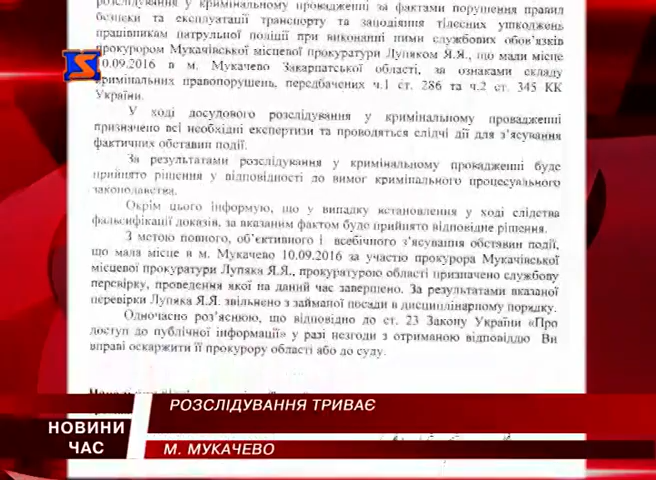 розслідування у кримінальному провадженні за фактами порушення правил
безпеки та експлуатації транспорту та заподіяння тілесних ушкоджень
працівникам патрульної поліції при виконанні ними службових обов'язків
прокурором Мукачівської місцевої прокуратури Лупяком Я.Я., що мали місце
10.09.2016 в м. Мукачево Закарпатської області, за ознаками складу
кримінальних правопорушень, передбачених ч.1 ст. 286 та ч.2 ст. 345 КК
України.
У ході досудового розслідування у кримінальному провадженні
призначено всі необхідні експертизи та проводяться слідчі дії для з'ясування
фактичних обставин події.
За результатами розслідування у кримінальному провадженні буде
прийнято рішення у відповідності до вимог кримінального процесуального
законодавства.
Окрім цього інформую, що у випадку встановлення у ході слідства
фальсифікації доказів, за вказаним фактом буде прийнято відповідне рішення.
З метою повного, об'єктивного і всебічного з'ясування обставин події,
що мала місце в м. Мукачево 10.09.2016 за участю прокурора Мукачівської
місцевої прокуратури Лупяка Я.Я., прокуратурою області призначено службову
перевірку, проведення якої на даний час завершено. За результатами вказаної
перевірки Лупяка Я.Я. звільнено з займаної посади в дисциплінарному порядку.
Одночасно роз'яснюю, що відповідно до ст. 23 Закону України «Про
доступ до публічної інформації» у разі незгоди з отриманою відповіддю Ви
вправі оскаржити її прокурору області або до суду.
РОЗСЛІДУВАННЯ ТРИВАЄ
НОВИНИ
ЧАС
М. МУКАЧЕВО